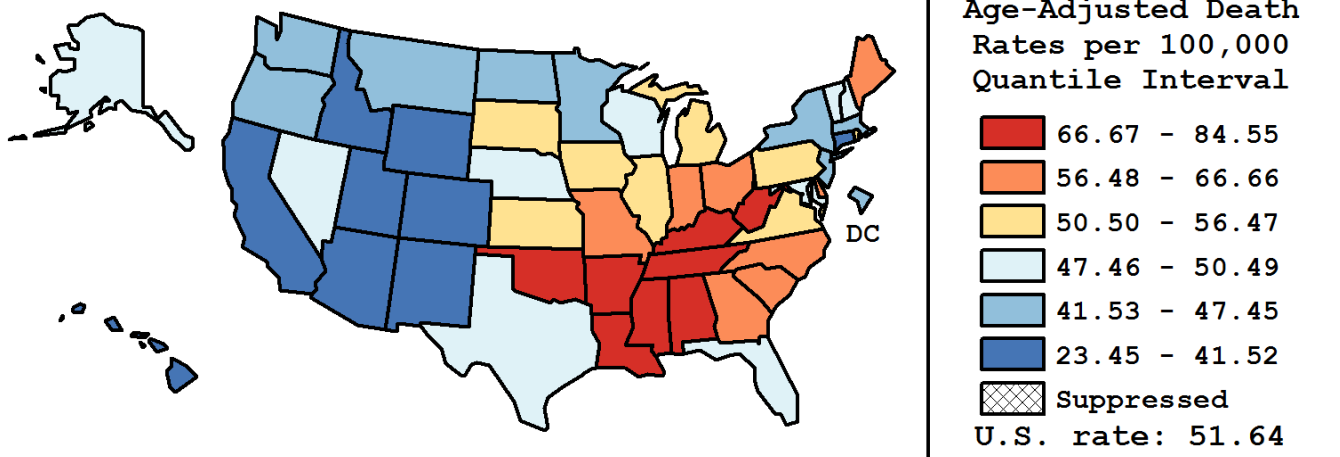 Age-Adjusted Death
Rates per 100,000
Quantile Interval
66.67 - 84.55
56.48 - 66.66
50.50 - 56.47
47.46 - 50.49
41.53 - 47.45
23.45 - 41.52
Suppressed
U.S. rate: 51.64
DC